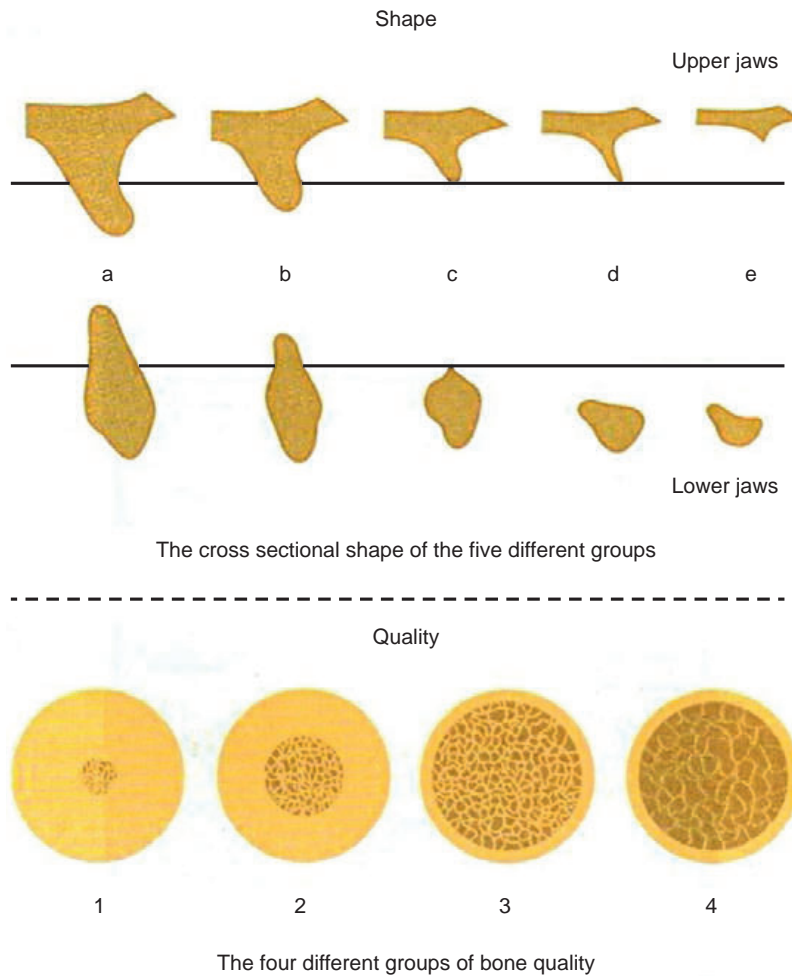 Shape
Upper jaws
a b c d e
Lower jaws
The cross sectional shape of the five different groups
Quality
1 2 3 4
The four different groups of bone quality